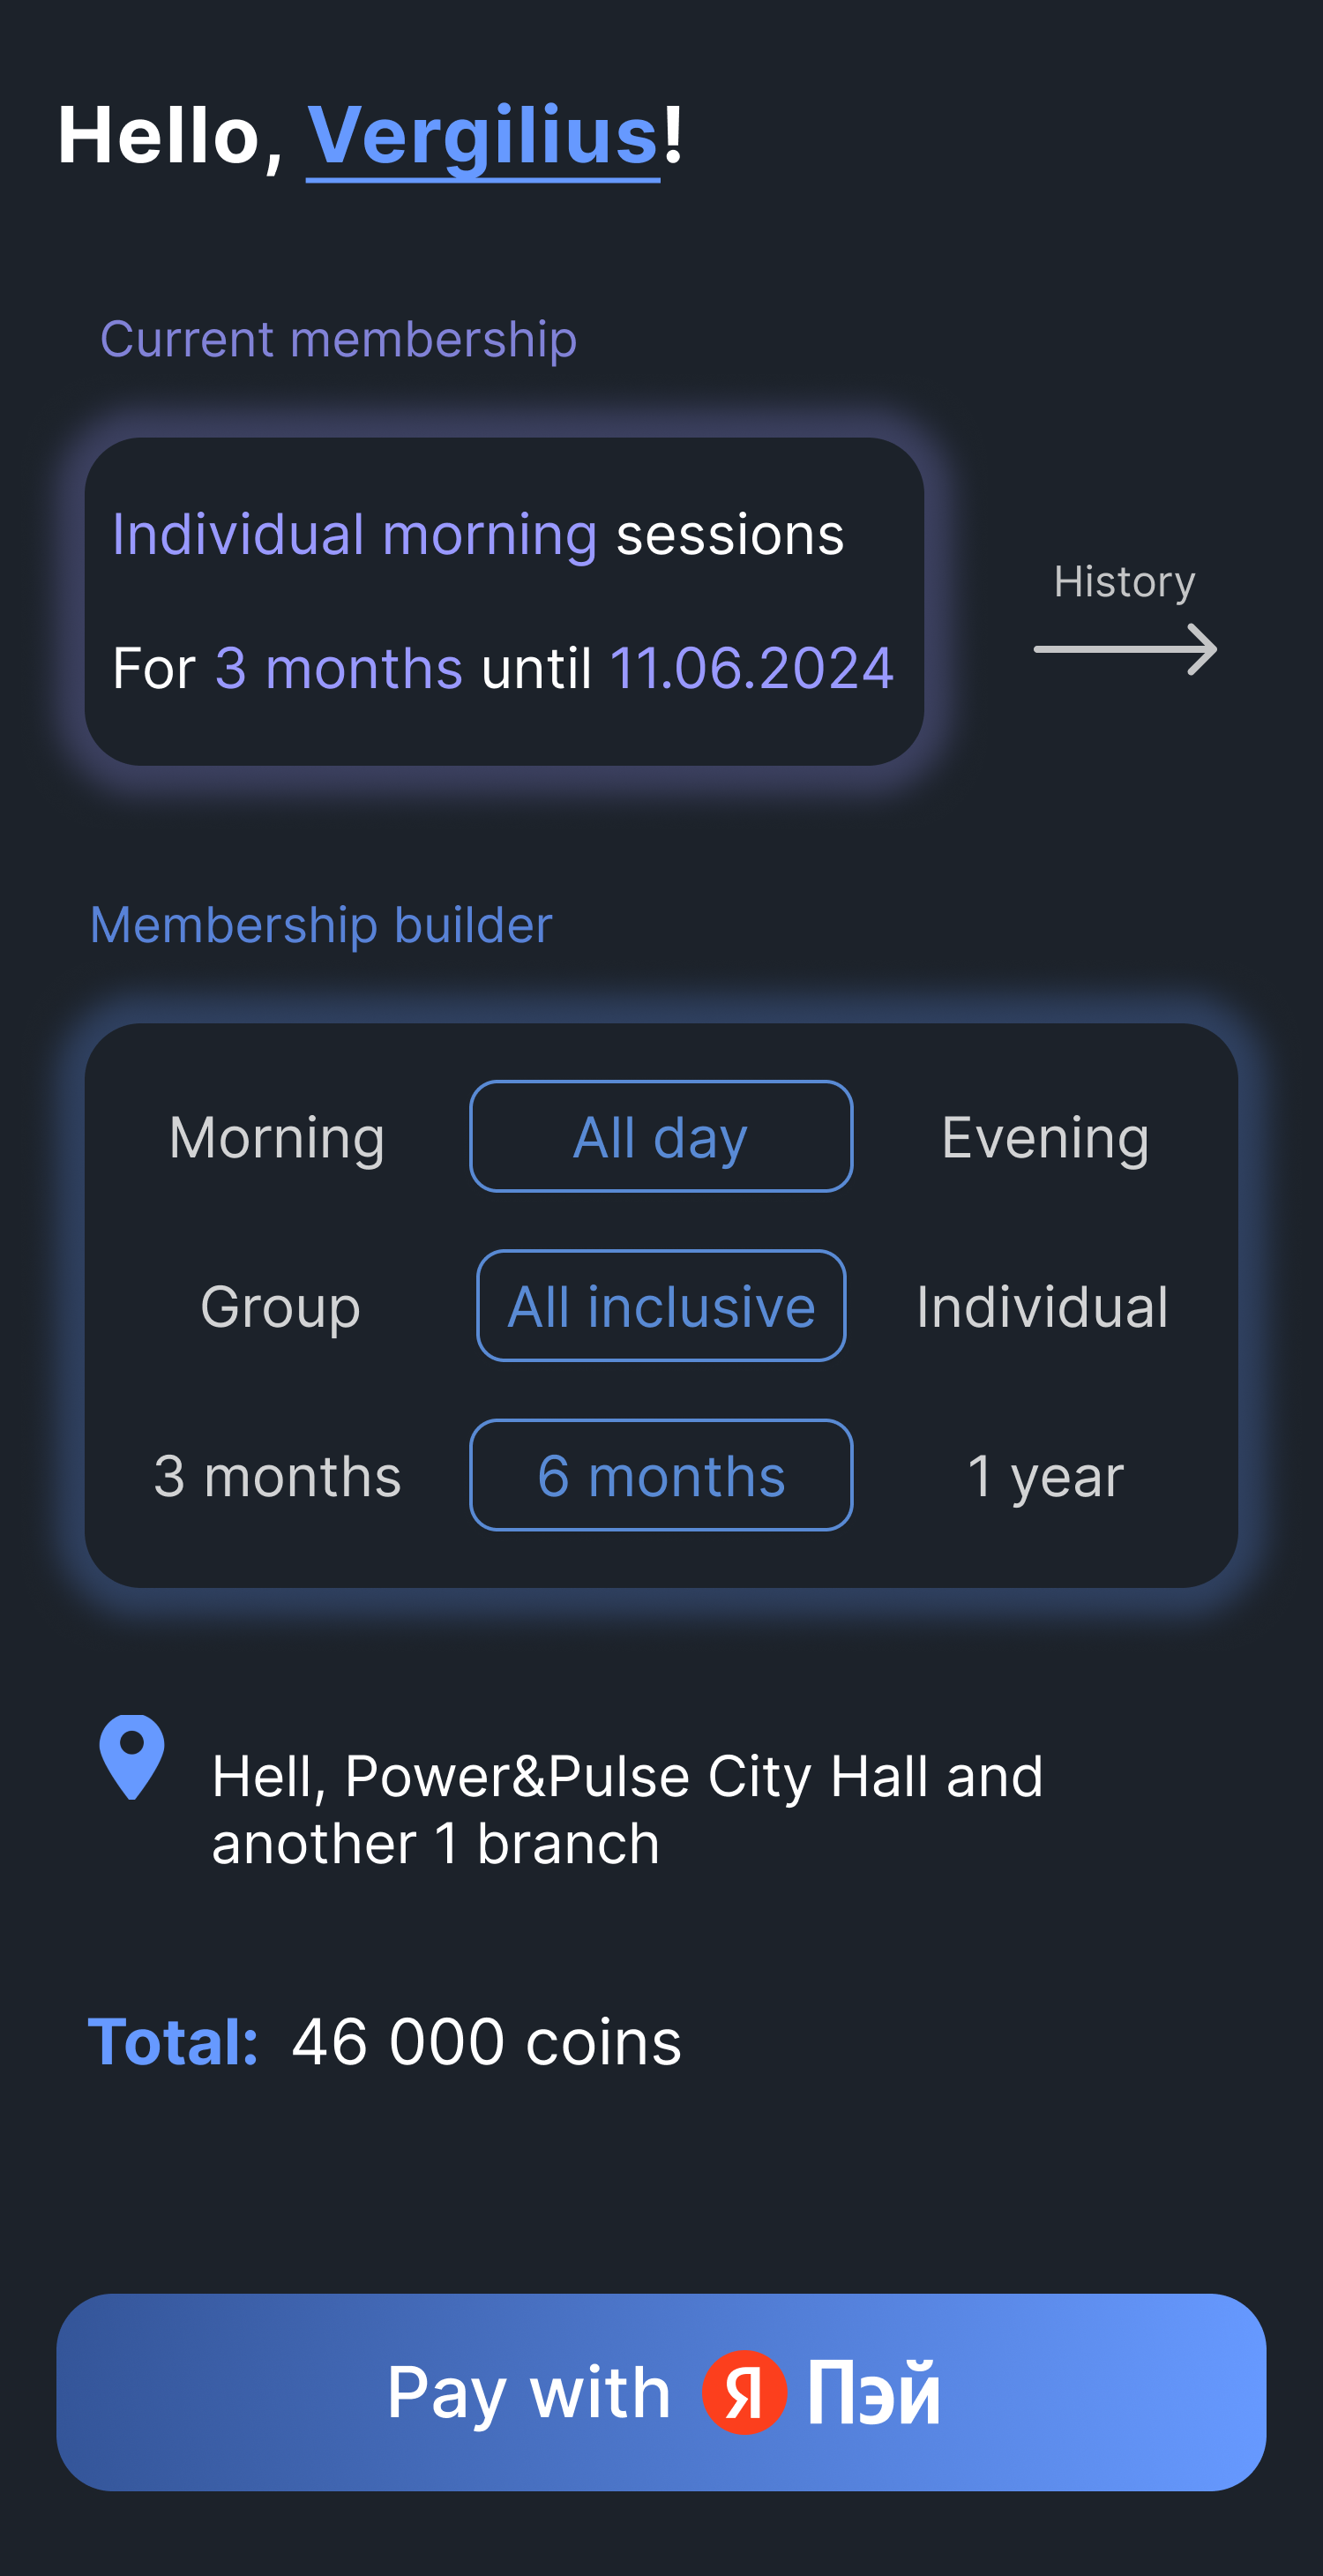 Hello, Vergilius!
Current membership
Individual morning sessions
For 3 months until 11.06.2024
History
Membership builder
Morning All day Evening
Group All inclusive Individual
3 months 6 months 1 year
Hell, Power&Pulse City Hall and
another 1 branch
Total: 46 000 coins
Pay with Я Пэй